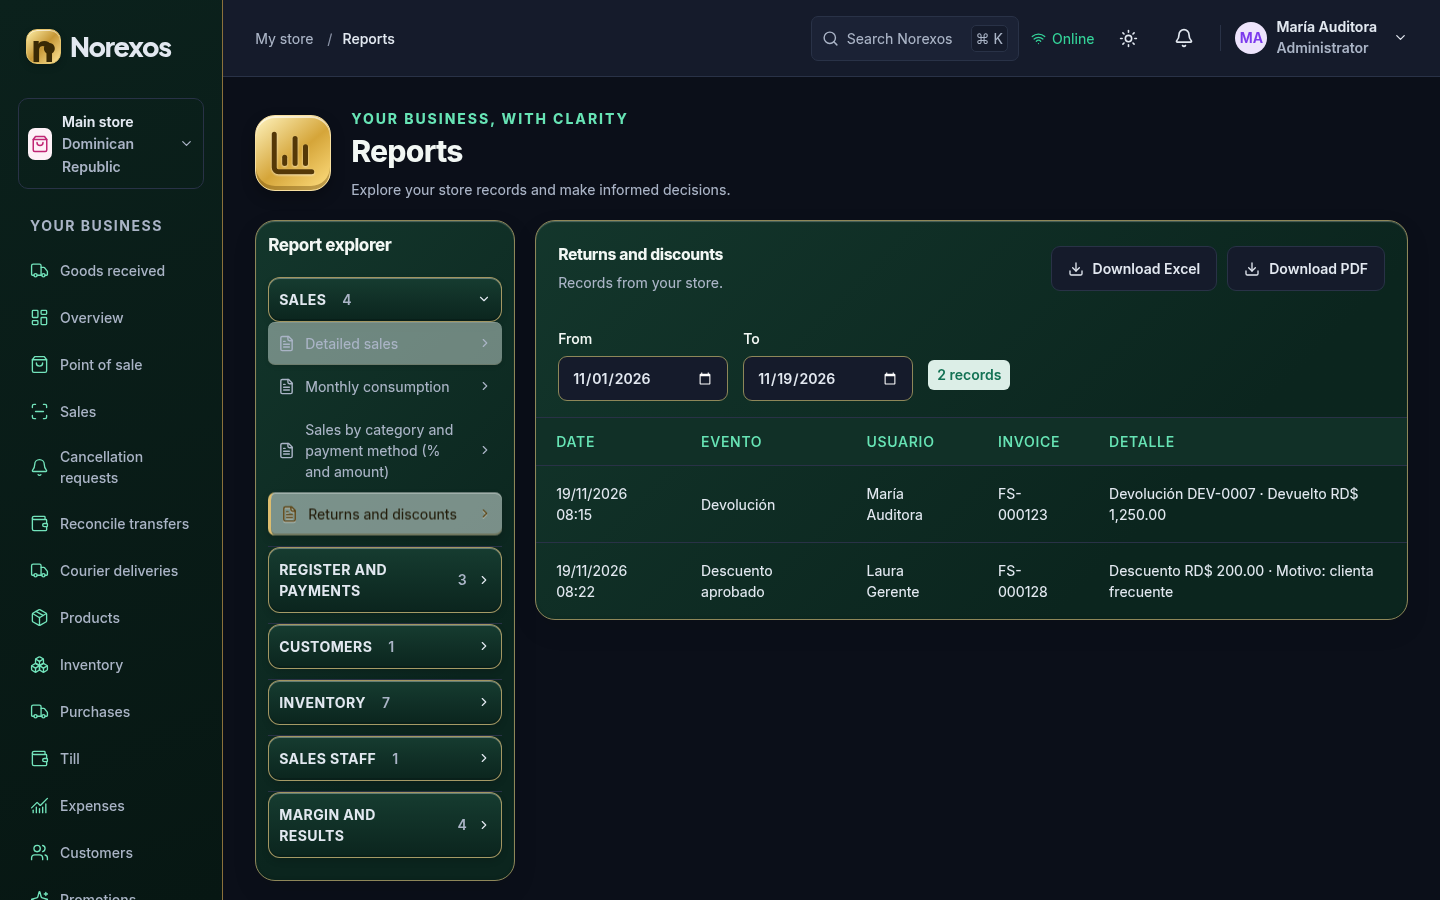 Norexos
Main store
Dominican
Republic
YOUR BUSINESS
Goods received
Overview
Point of sale
Sales
Cancellation
requests
Reconcile transfers
Courier deliveries
Products
Inventory
Purchases
Till
Expenses
Customers
Promotions
My store / Reports
Search Norexos ⌘ K
Online
MA
María Auditora
Administrator
YOUR BUSINESS, WITH CLARITY
Reports
Explore your store records and make informed decisions.
Report explorer
SALES 4
Detailed sales
Monthly consumption
Sales by category and
payment method (%
and amount)
Returns and discounts
REGISTER AND
PAYMENTS 3
CUSTOMERS 1
INVENTORY 7
SALES STAFF 1
MARGIN AND
RESULTS 4
Returns and discounts
Records from your store.
Download Excel
Download PDF
From
To
11/01/2026
11/19/2026
2 records
DATE EVENTO USUARIO INVOICE DETALLE
19/11/2026
08:15
Devolución
María
Auditora
FS-
000123
Devolución DEV-0007 · Devuelto RD$
1,250.00
19/11/2026
08:22
Descuento
aprobado
Laura
Gerente
FS-
000128
Descuento RD$ 200.00 · Motivo: clienta
frecuente